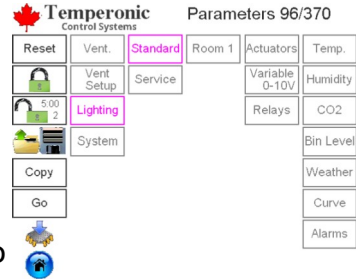 Temperonic
Control Systems
Parameters 96/370
Reset Vent. Standard Room 1 Actuators Temp.
Vent Setup Service Variable 0-10V Humidity
5.00 2 Lighting Relays CO2
System Bin Level
Copy Weather
Go Curve
Alarms